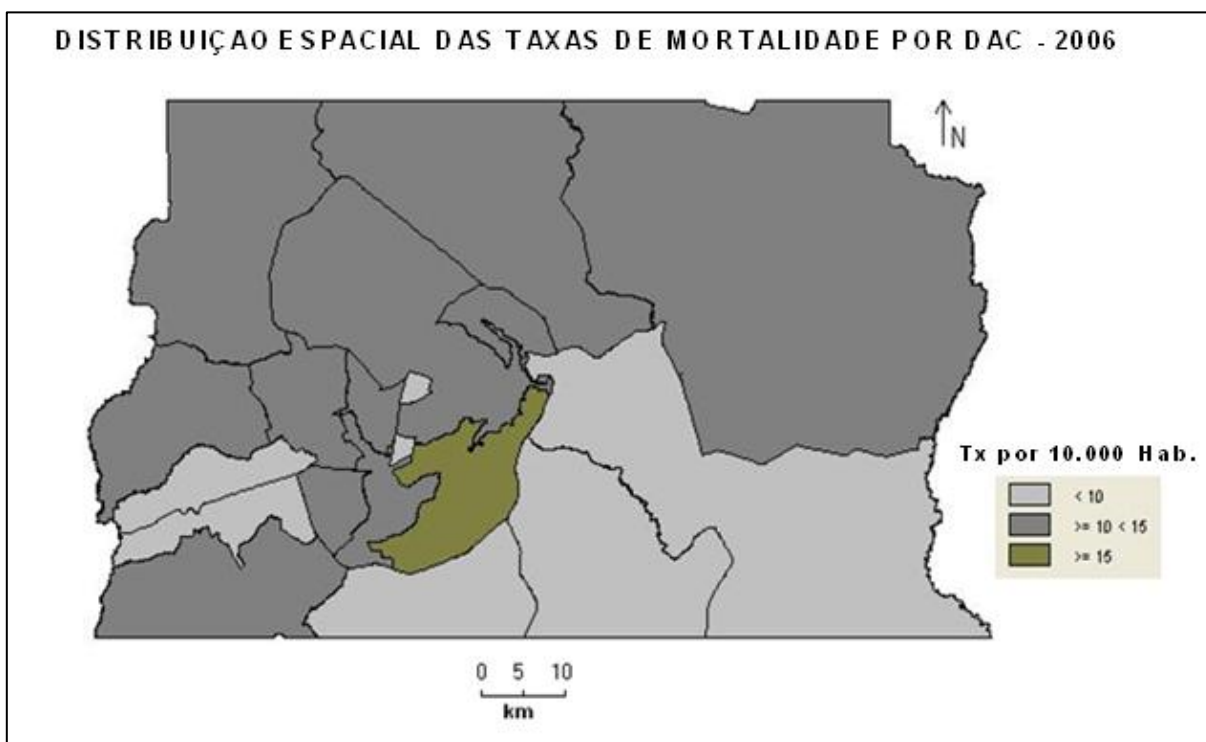 DISTRIBUIÇAO ESPACIAL DAS TAXAS DE MORTALIDADE POR DAC - 2006
N
Tx por 10.000 Hab.
< 10
>= 10 < 15
>= 15
0 5 10
km